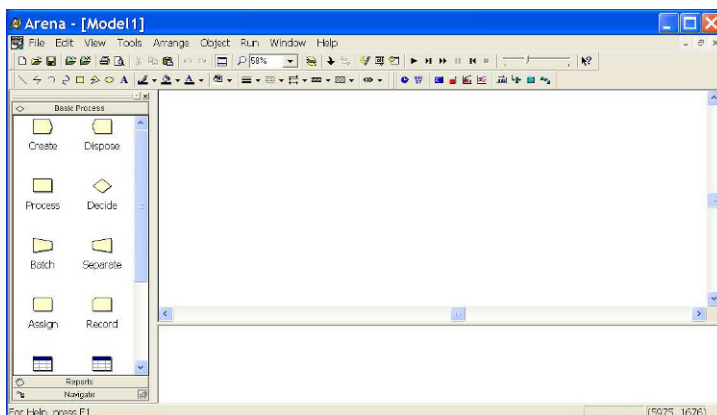 Arena - [Model1]
File Edit View Tools Arrange Object Run Window Help
58%
A A
Basic Process
Create Dispose
Process Decide
Batch Separate
Assign Record
Reports
Navigate
For Help, press F1
(5975, 1676)